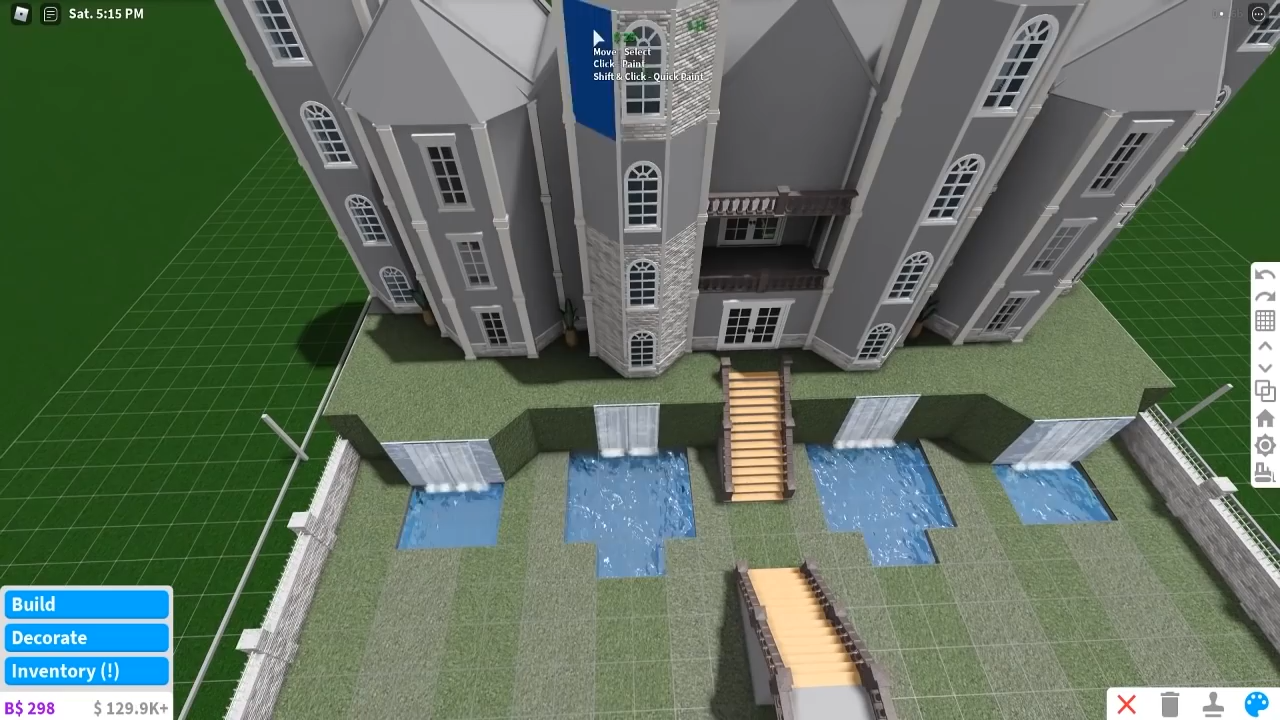 Sat. 5:15 PM
Move - Select
Click - Paint
Shift & Click - Quick Paint
Build
Decorate
Inventory (!)
B$ 298
$ 129.9K+